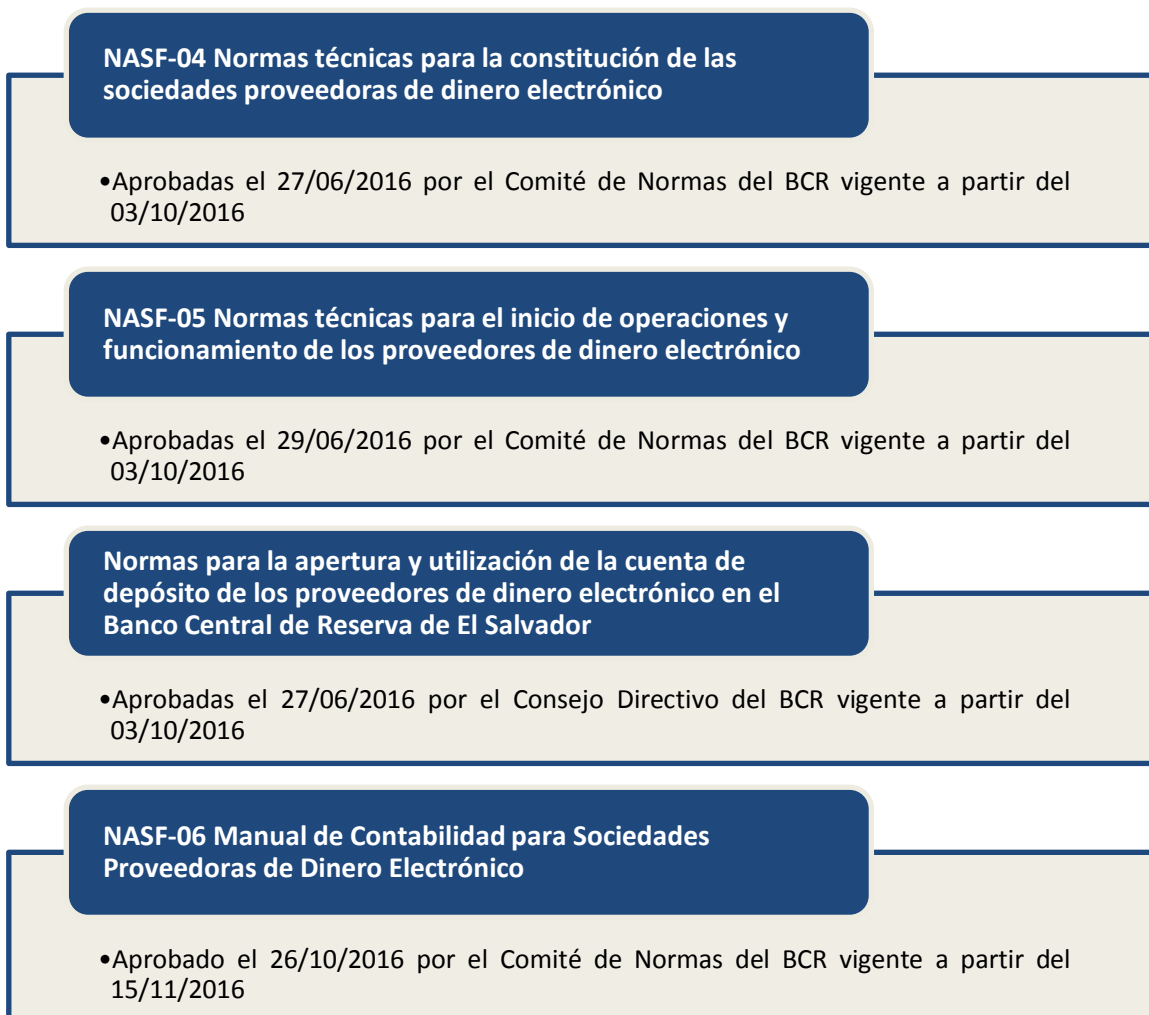 NASF-04 Normas técnicas para la constitución de las
sociedades proveedoras de dinero electrónico
•Aprobadas el 27/06/2016 por el Comité de Normas del BCR vigente a partir del
03/10/2016
NASF-05 Normas técnicas para el inicio de operaciones y
funcionamiento de los proveedores de dinero electrónico
•Aprobadas el 29/06/2016 por el Comité de Normas del BCR vigente a partir del
03/10/2016
Normas para la apertura y utilización de la cuenta de
depósito de los proveedores de dinero electrónico en el
Banco Central de Reserva de El Salvador
•Aprobadas el 27/06/2016 por el Consejo Directivo del BCR vigente a partir del
03/10/2016
NASF-06 Manual de Contabilidad para Sociedades
Proveedoras de Dinero Electrónico
•Aprobado el 26/10/2016 por el Comité de Normas del BCR vigente a partir del
15/11/2016